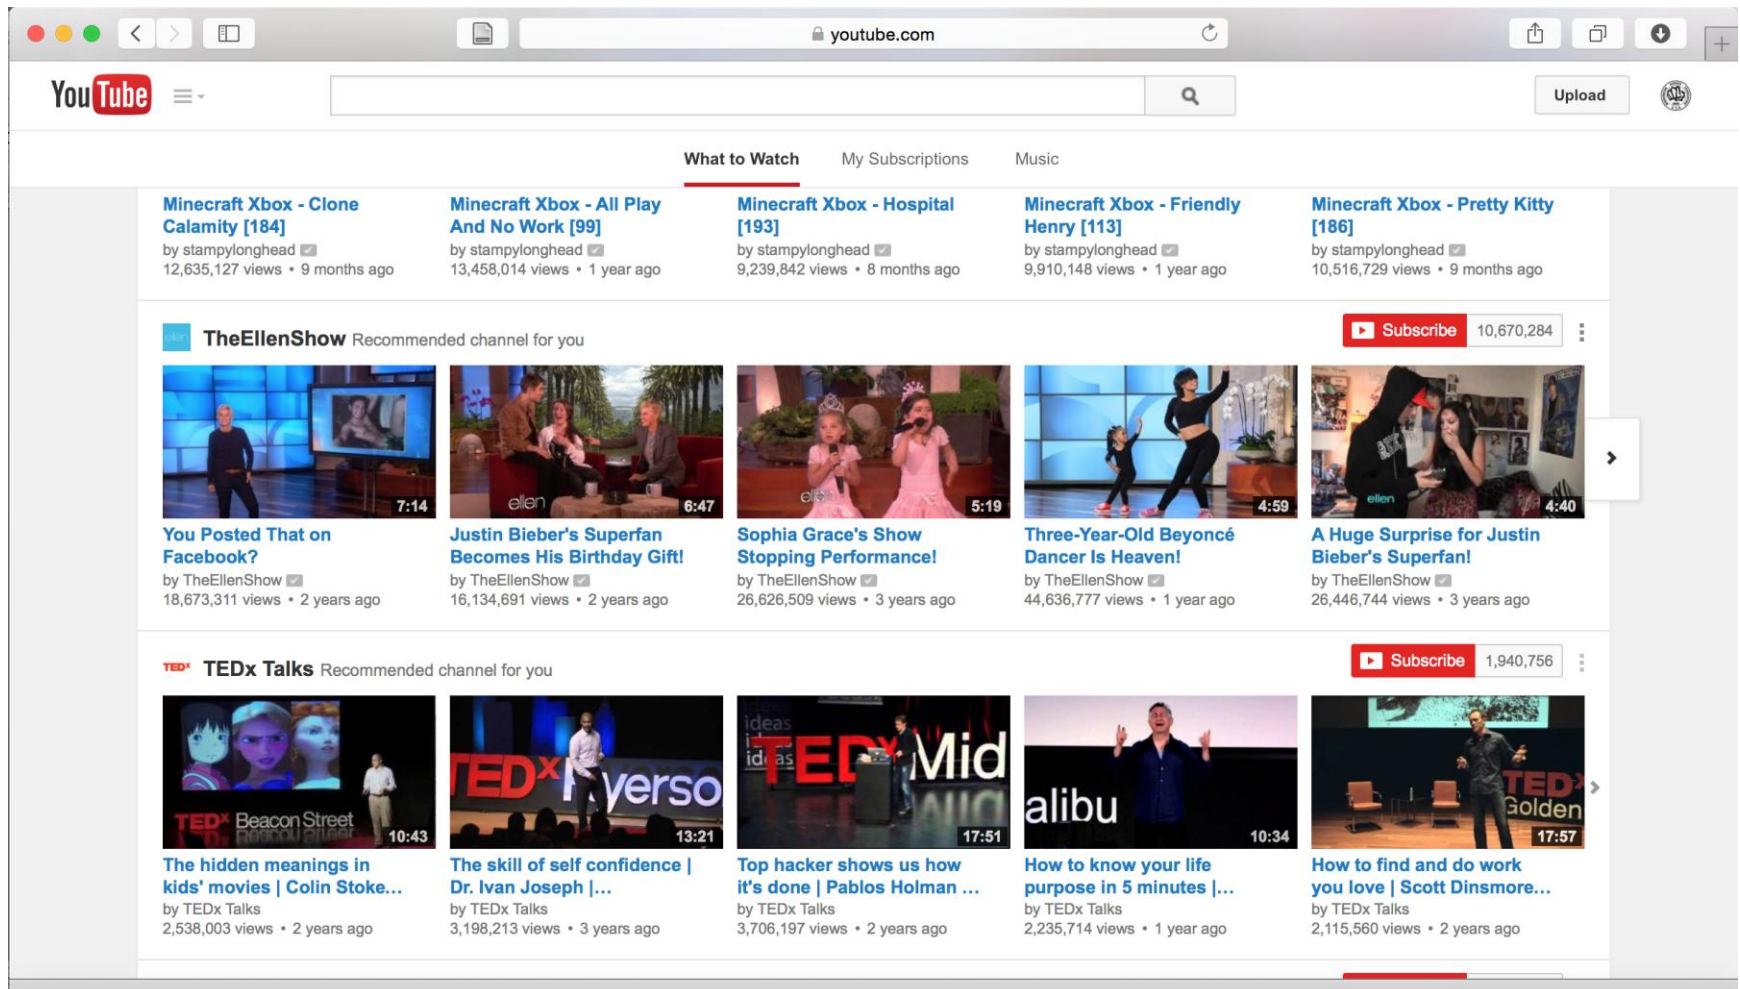 youtube.com
YouTube
Upload
What to Watch My Subscriptions Music
Minecraft Xbox - Clone
Calamity [184]
by stampylonghead
12,635,127 views • 9 months ago
Minecraft Xbox - All Play
And No Work [99]
by stampylonghead
13,458,014 views • 1 year ago
Minecraft Xbox - Hospital
[193]
by stampylonghead
9,239,842 views • 8 months ago
Minecraft Xbox - Friendly
Henry [113]
by stampylonghead
9,910,148 views • 1 year ago
Minecraft Xbox - Pretty Kitty
[186]
by stampylonghead
10,516,729 views • 9 months ago
ellen
TheEllenShow Recommended channel for you
Subscribe 10,670,284
7:14
You Posted That on
Facebook?
by TheEllenShow
18,673,311 views • 2 years ago
ellen
6:47
Justin Bieber's Superfan
Becomes His Birthday Gift!
by TheEllenShow
16,134,691 views • 2 years ago
ellen
5:19
Sophia Grace's Show
Stopping Performance!
by TheEllenShow
26,626,509 views • 3 years ago
4:59
Three-Year-Old Beyoncé
Dancer Is Heaven!
by TheEllenShow
44,636,777 views • 1 year ago
ellen
4:40
A Huge Surprise for Justin
Bieber's Superfan!
by TheEllenShow
26,446,744 views • 3 years ago
TEDx
TEDx Talks Recommended channel for you
Subscribe 1,940,756
TEDx Beacon Street
10:43
The hidden meanings in
kids' movies | Colin Stoke...
by TEDx Talks
2,538,003 views • 2 years ago
TEDx Ryerso
13:21
The skill of self confidence |
Dr. Ivan Joseph |...
by TEDx Talks
3,198,213 views • 3 years ago
ideas
ideas
ideas
TEDx Mid
17:51
Top hacker shows us how
it's done | Pablos Holman ...
by TEDx Talks
3,706,197 views • 2 years ago
alibu
10:34
How to know your life
purpose in 5 minutes |...
by TEDx Talks
2,235,714 views • 1 year ago
TEDx
Golden
17:57
How to find and do work
you love | Scott Dinsmore...
by TEDx Talks
2,115,560 views • 2 years ago